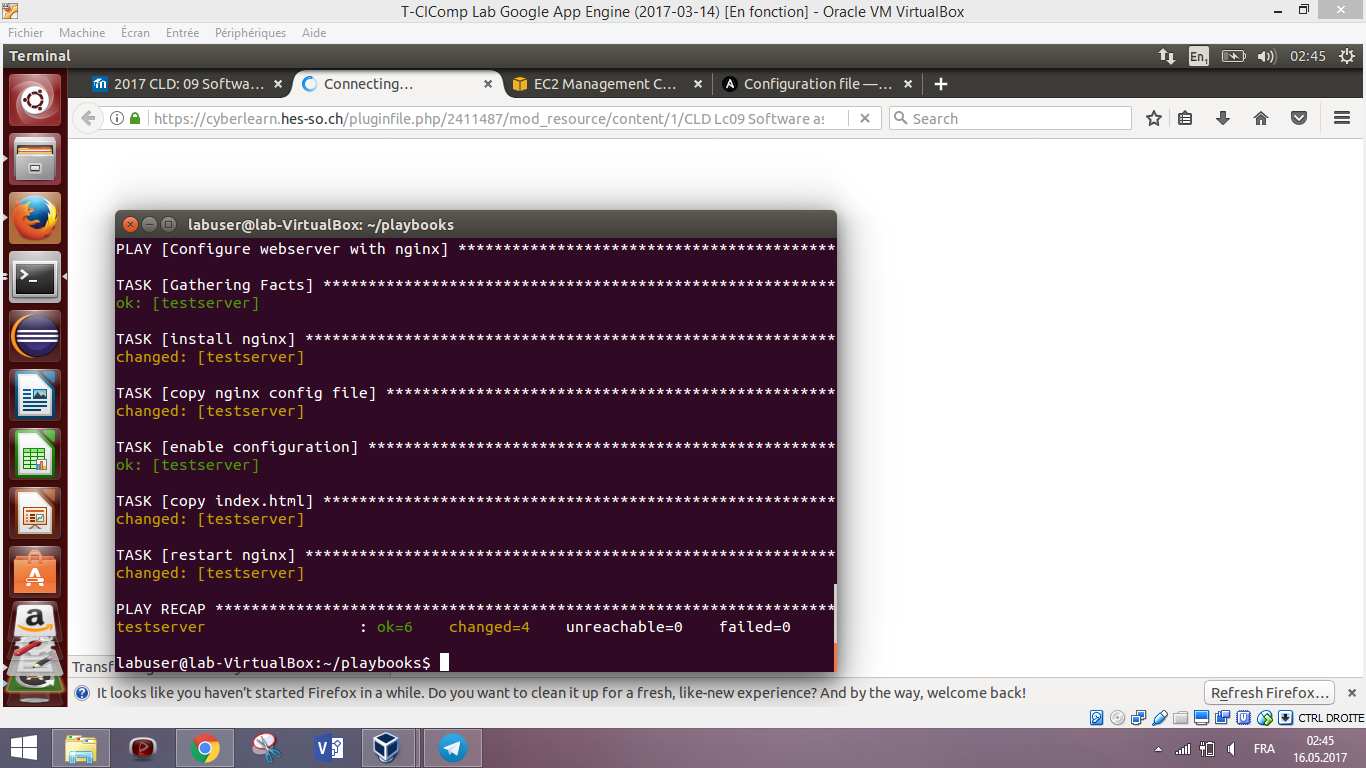 T-ClComp Lab Google App Engine (2017-03-14) [En fonction] - Oracle VM VirtualBox
Fichier Machine Écran Entrée Périphériques Aide
Terminal En1 02:45
2017 CLD: 09 Softwa… Connecting… EC2 Management C… Configuration file —…
https://cyberlearn.hes-so.ch/pluginfile.php/2411487/mod_resource/content/1/CLD Lc09 Software as Search
labuser@lab-VirtualBox: ~/playbooks
PLAY [Configure webserver with nginx] ******************************************
TASK [Gathering Facts] *********************************************************
ok: [testserver]
TASK [install nginx] ***********************************************************
changed: [testserver]
TASK [copy nginx config file] **************************************************
changed: [testserver]
TASK [enable configuration] ****************************************************
ok: [testserver]
TASK [copy index.html] *********************************************************
changed: [testserver]
TASK [restart nginx] ***********************************************************
changed: [testserver]
PLAY RECAP *********************************************************************
testserver : ok=6 changed=4 unreachable=0 failed=0
labuser@lab-VirtualBox:~/playbooks$
Transf
It looks like you haven't started Firefox in a while. Do you want to clean it up for a fresh, like-new experience? And by the way, welcome back! Refresh Firefox…
CTRL DROITE
FRA 02:45
16.05.2017